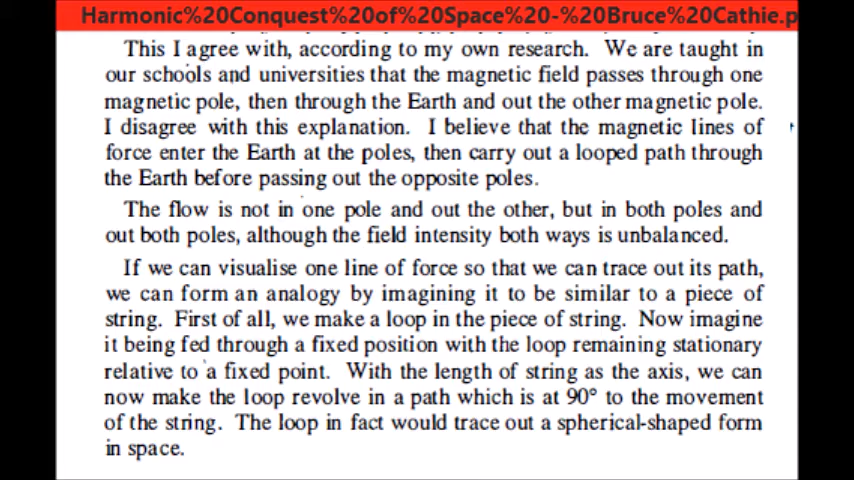 Harmonic%20Conquest%20of%20Space%20-%20Bruce%20Cathie.p
This I agree with, according to my own research. We are taught in
our schools and universities that the magnetic field passes through one
magnetic pole, then through the Earth and out the other magnetic pole.
I disagree with this explanation. I believe that the magnetic lines of
force enter the Earth at the poles, then carry out a looped path through
the Earth before passing out the opposite poles.
The flow is not in one pole and out the other, but in both poles and
out both poles, although the field intensity both ways is unbalanced.
If we can visualise one line of force so that we can trace out its path,
we can form an analogy by imagining it to be similar to a piece of
string. First of all, we make a loop in the piece of string. Now imagine
it being fed through a fixed position with the loop remaining stationary
relative to a fixed point. With the length of string as the axis, we can
now make the loop revolve in a path which is at 90° to the movement
of the string. The loop in fact would trace out a spherical-shaped form
in space.